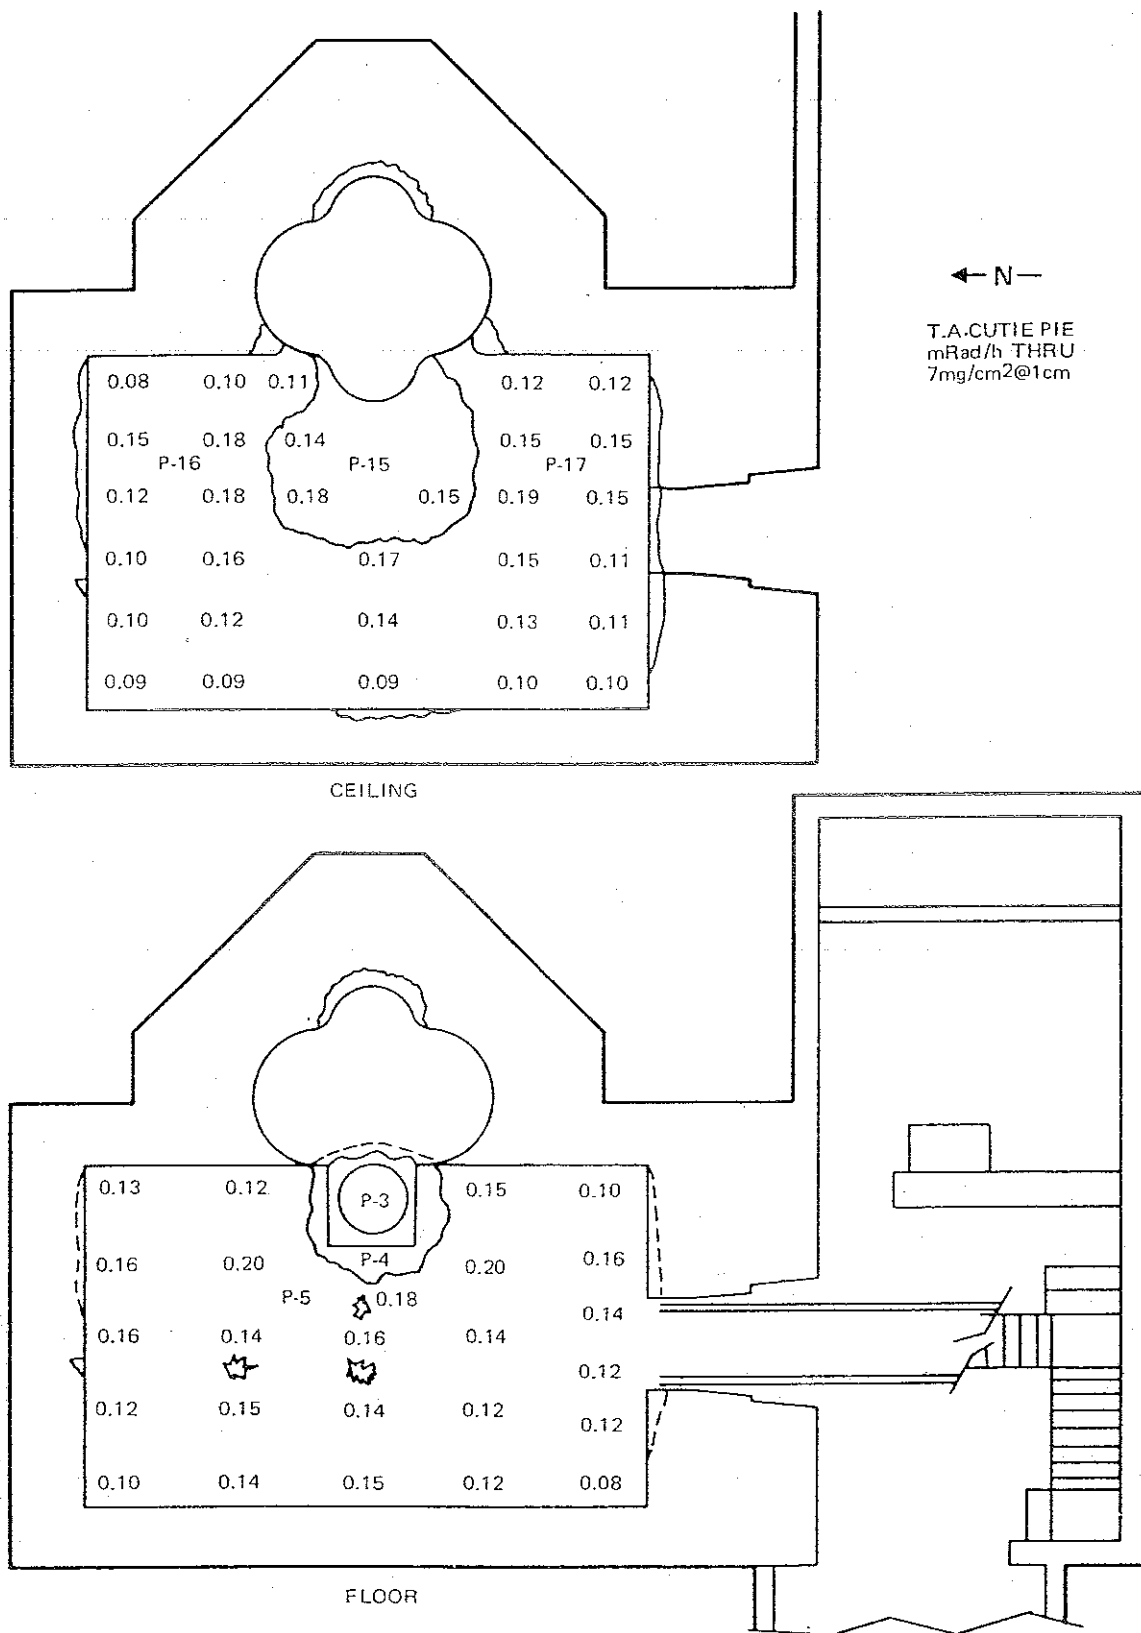 ◄—N—
T.A.CUTIE PIE
mRad/h THRU
7mg/cm2@1cm
0.08 0.10 0.11 0.12 0.12
0.15 0.18 0.14 0.15 0.15
P-16 P-15 P-17
0.12 0.18 0.18 0.15 0.19 0.15
0.10 0.16 0.17 0.15 0.11
0.10 0.12 0.14 0.13 0.11
0.09 0.09 0.09 0.10 0.10
CEILING
0.13 0.12 P-3 0.15 0.10
0.16 0.20 P-4 0.20 0.16
P-5 0.18 0.14
0.16 0.14 0.16 0.14
0.12
0.12 0.15 0.14 0.12
0.12
0.10 0.14 0.15 0.12 0.08
FLOOR